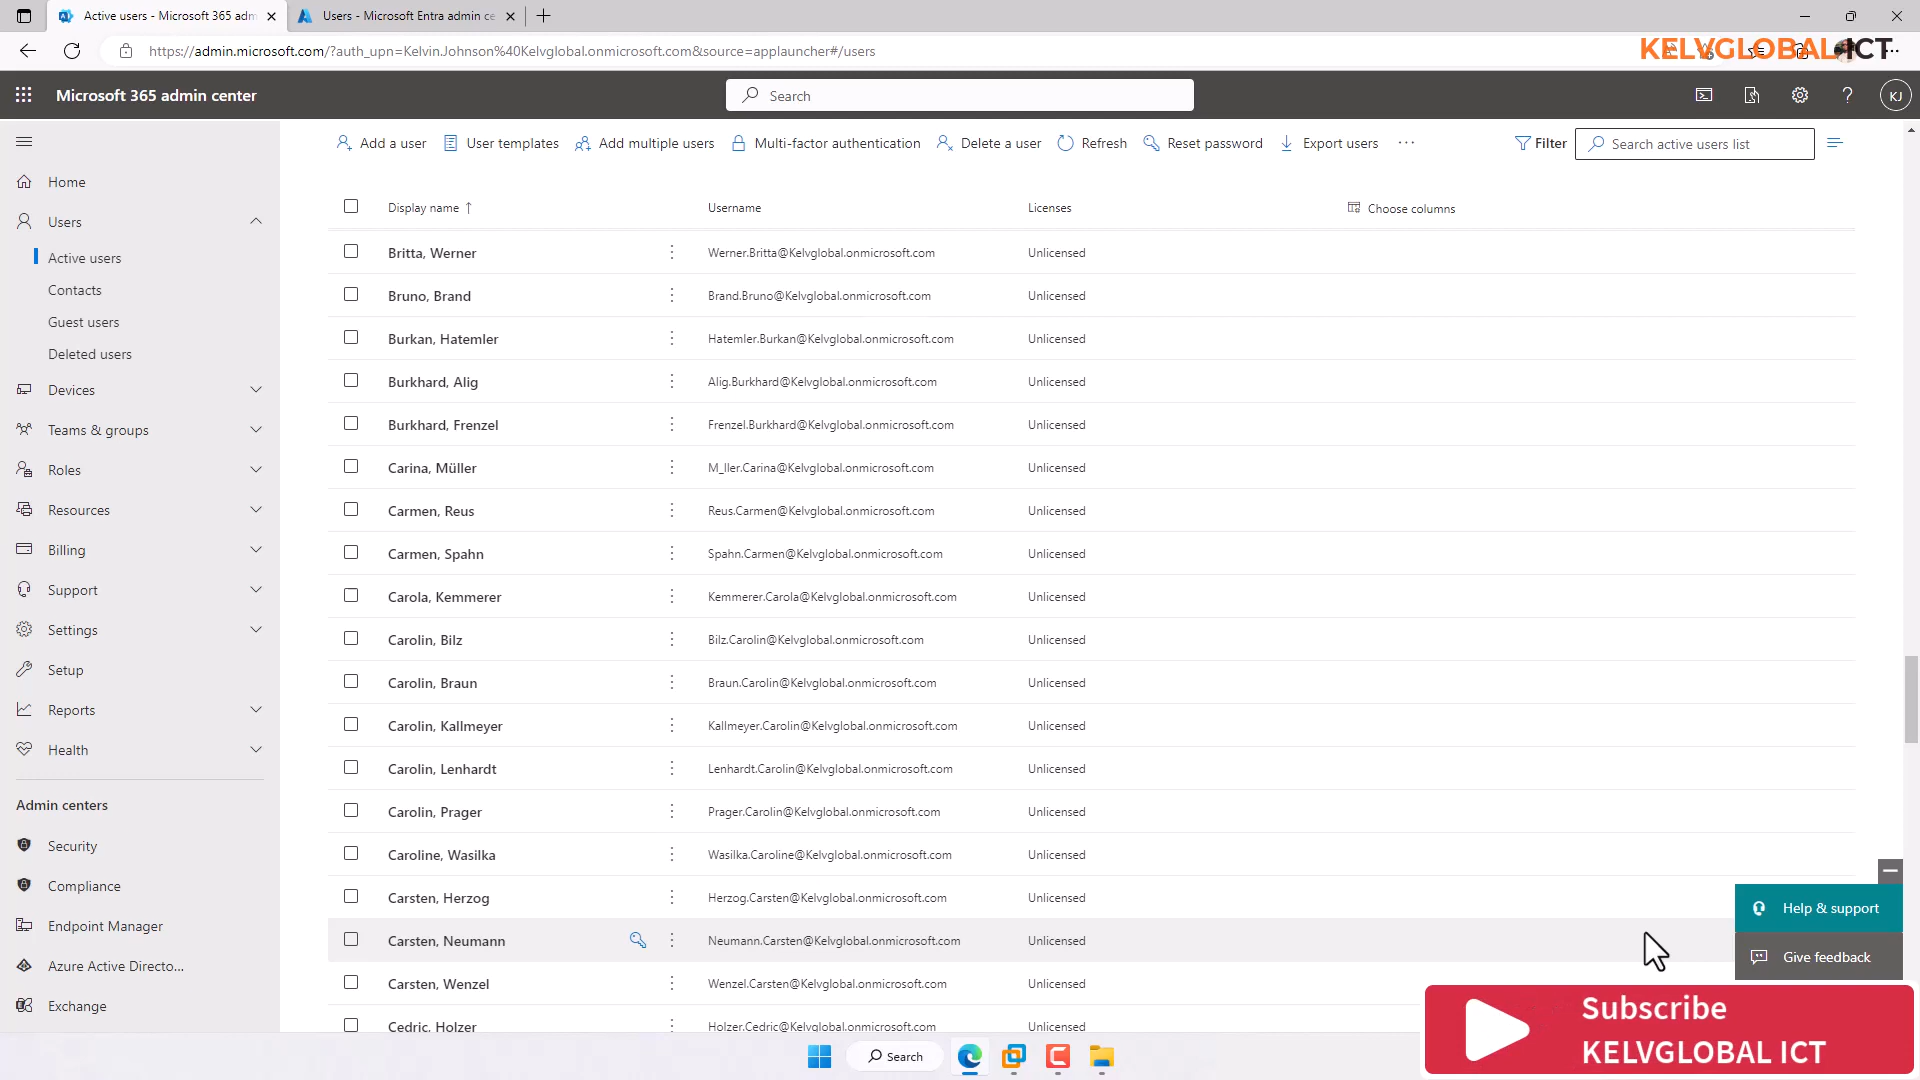 Active users - Microsoft 365 adm
Users - Microsoft Entra admin ce
https://admin.microsoft.com/?auth_upn=Kelvin.Johnson%40Kelvglobal.onmicrosoft.com&source=applauncher#/users
KELVGLOBAL ICT
Microsoft 365 admin center
Search
KJ
Add a user
User templates
Add multiple users
Multi-factor authentication
Delete a user
Refresh
Reset password
Export users
Filter
Search active users list
Home
Users
Active users
Contacts
Guest users
Deleted users
Devices
Teams & groups
Roles
Resources
Billing
Support
Settings
Setup
Reports
Health
Admin centers
Security
Compliance
Endpoint Manager
Azure Active Directo...
Exchange
Display name ↑ Username Licenses Choose columns
Britta, Werner Werner.Britta@Kelvglobal.onmicrosoft.com Unlicensed
Bruno, Brand Brand.Bruno@Kelvglobal.onmicrosoft.com Unlicensed
Burkan, Hatemler Hatemler.Burkan@Kelvglobal.onmicrosoft.com Unlicensed
Burkhard, Alig Alig.Burkhard@Kelvglobal.onmicrosoft.com Unlicensed
Burkhard, Frenzel Frenzel.Burkhard@Kelvglobal.onmicrosoft.com Unlicensed
Carina, Müller M_ller.Carina@Kelvglobal.onmicrosoft.com Unlicensed
Carmen, Reus Reus.Carmen@Kelvglobal.onmicrosoft.com Unlicensed
Carmen, Spahn Spahn.Carmen@Kelvglobal.onmicrosoft.com Unlicensed
Carola, Kemmerer Kemmerer.Carola@Kelvglobal.onmicrosoft.com Unlicensed
Carolin, Bilz Bilz.Carolin@Kelvglobal.onmicrosoft.com Unlicensed
Carolin, Braun Braun.Carolin@Kelvglobal.onmicrosoft.com Unlicensed
Carolin, Kallmeyer Kallmeyer.Carolin@Kelvglobal.onmicrosoft.com Unlicensed
Carolin, Lenhardt Lenhardt.Carolin@Kelvglobal.onmicrosoft.com Unlicensed
Carolin, Prager Prager.Carolin@Kelvglobal.onmicrosoft.com Unlicensed
Caroline, Wasilka Wasilka.Caroline@Kelvglobal.onmicrosoft.com Unlicensed
Carsten, Herzog Herzog.Carsten@Kelvglobal.onmicrosoft.com Unlicensed
Carsten, Neumann Neumann.Carsten@Kelvglobal.onmicrosoft.com Unlicensed
Carsten, Wenzel Wenzel.Carsten@Kelvglobal.onmicrosoft.com Unlicensed
Cedric, Holzer Holzer.Cedric@Kelvglobal.onmicrosoft.com Unlicensed
Help & support
Give feedback
Subscribe
KELVGLOBAL ICT
Search